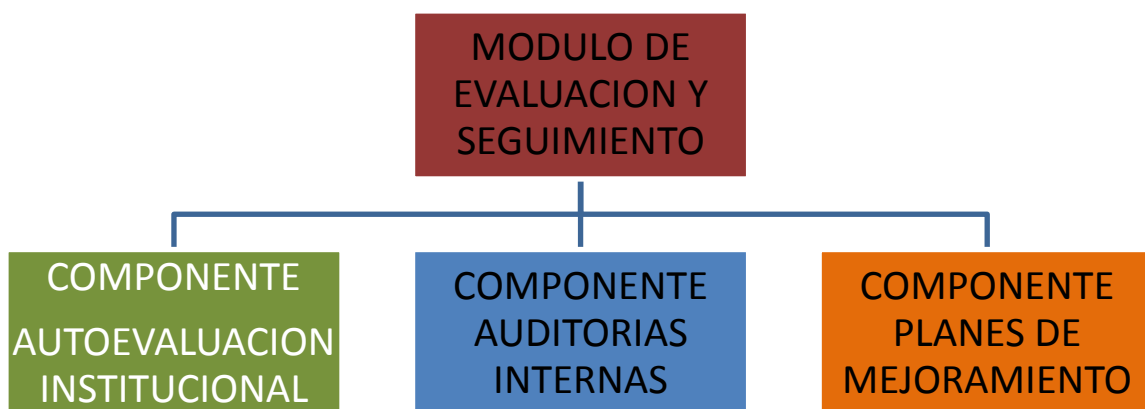 MODULO DE
EVALUACION Y
SEGUIMIENTO
COMPONENTE
AUTOEVALUACION
INSTITUCIONAL
COMPONENTE
AUDITORIAS
INTERNAS
COMPONENTE
PLANES DE
MEJORAMIENTO